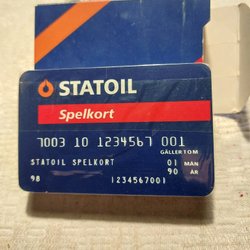 STATOIL
Spelkort
7003 10 1234567 001
GÄLLER TOM
STATOIL SPELKORT 01 MÅN
90 ÅR
98 1234567001